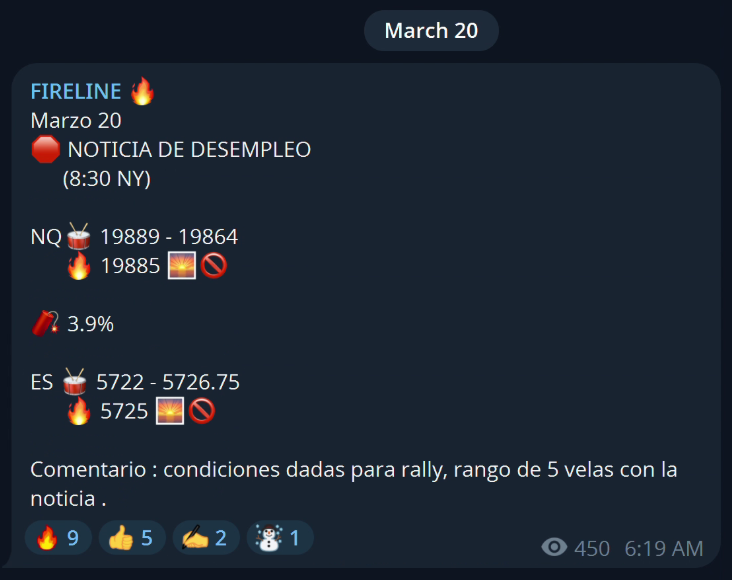 March 20
FIRELINE 🔥
Marzo 20
🛑 NOTICIA DE DESEMPLEO
(8:30 NY)
NQ 🥁 19889 - 19864
🔥 19885 🌅 🚫
🧨 3.9%
ES 🥁 5722 - 5726.75
🔥 5725 🌅 🚫
Comentario : condiciones dadas para rally, rango de 5 velas con la
noticia .
🔥 9 👍 5 ✍️ 2 ☃️ 1 450 6:19 AM